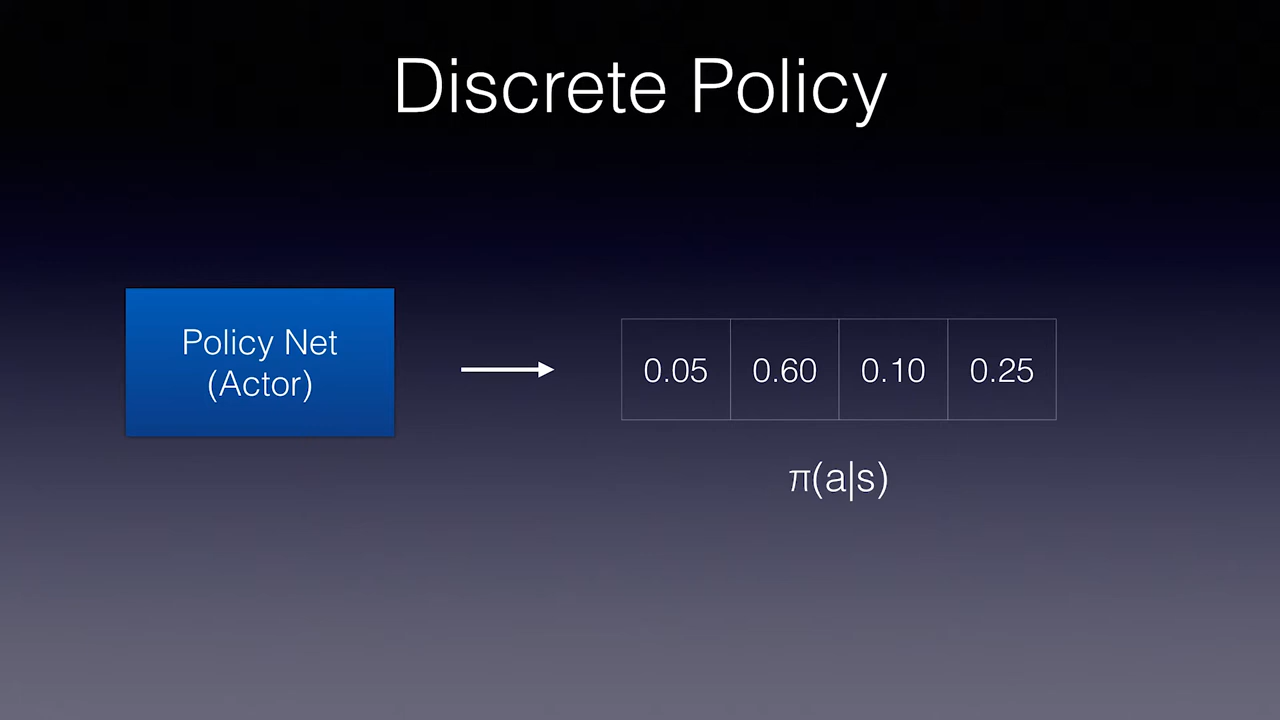 Discrete Policy
Policy Net
(Actor)
0.05 0.60 0.10 0.25
π(a|s)